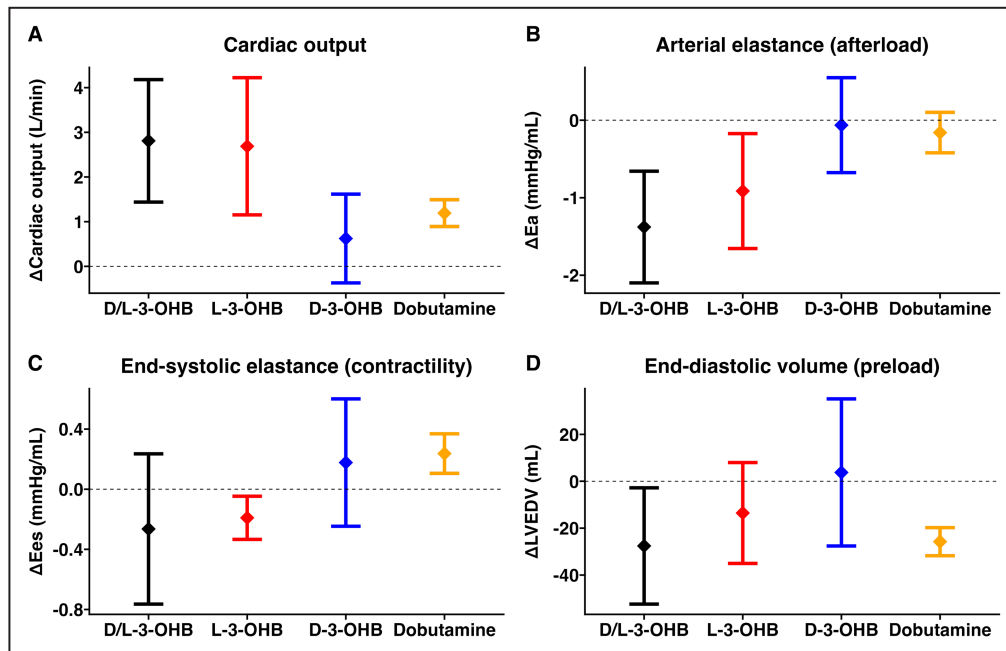 A
Cardiac output
ΔCardiac output (L/min)
4
3
2
1
0
D/L-3-OHB L-3-OHB D-3-OHB Dobutamine
B
Arterial elastance (afterload)
ΔEa (mmHg/mL)
0
-1
-2
D/L-3-OHB L-3-OHB D-3-OHB Dobutamine
C
End-systolic elastance (contractility)
ΔEes (mmHg/mL)
0.4
0.0
-0.4
-0.8
D/L-3-OHB L-3-OHB D-3-OHB Dobutamine
D
End-diastolic volume (preload)
ΔLVEDV (mL)
20
0
-20
-40
D/L-3-OHB L-3-OHB D-3-OHB Dobutamine